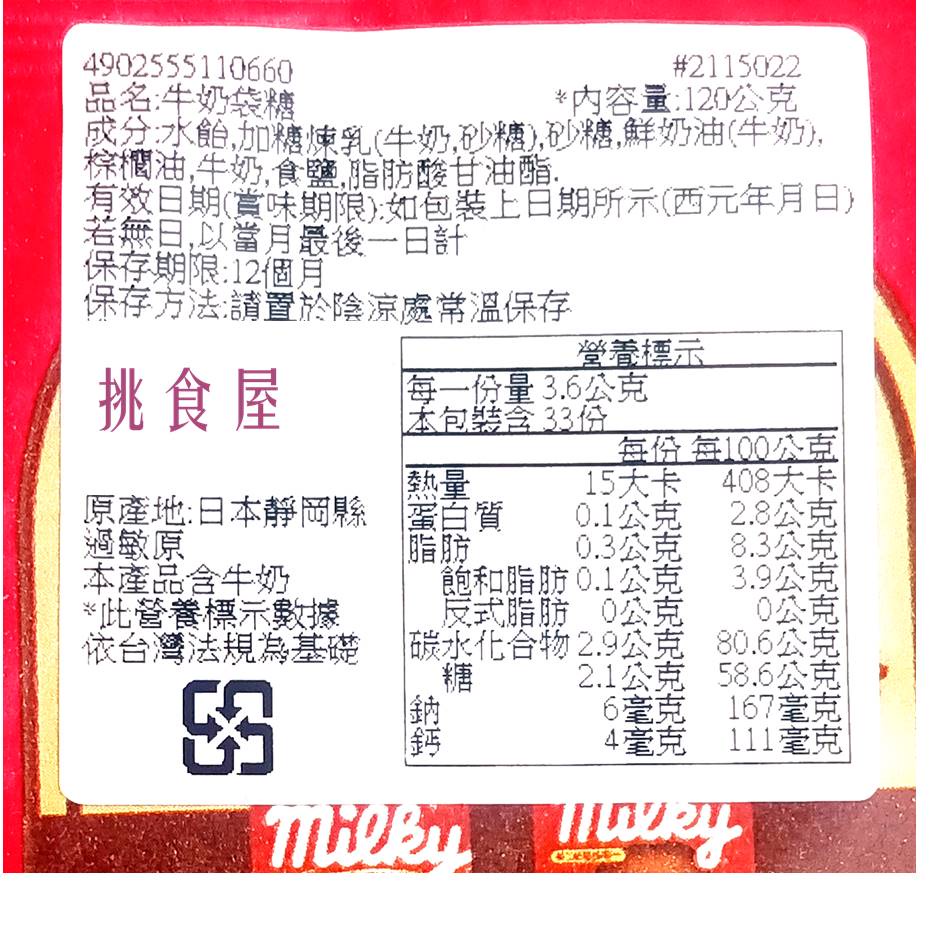 4902555110660 #2115022
品名:牛奶袋糖 *內容量:120公克
成分:水飴,加糖煉乳(牛奶,砂糖),砂糖,鮮奶油(牛奶),
棕櫚油,牛奶,食鹽,脂肪酸甘油酯.
有效日期(賞味期限):如包裝上日期所示(西元年月日)
若無日,以當月最後一日計
保存期限:12個月
保存方法:請置於陰涼處常溫保存
挑食屋
原產地:日本靜岡縣
過敏原
本產品含牛奶
*此營養標示數據
依台灣法規為基礎
營養標示
每一份量 3.6公克
本包裝含 33份
每份 每100公克
熱量 15大卡 408大卡
蛋白質 0.1公克 2.8公克
脂肪 0.3公克 8.3公克
飽和脂肪 0.1公克 3.9公克
反式脂肪 0公克 0公克
碳水化合物 2.9公克 80.6公克
糖 2.1公克 58.6公克
鈉 6毫克 167毫克
鈣 4毫克 111毫克
Milky Milky